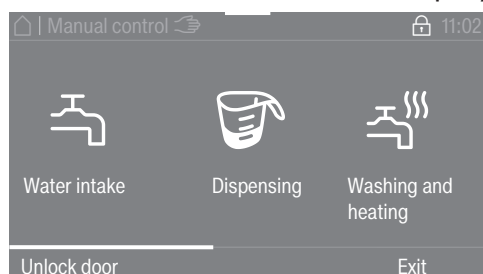 | Manual control 11:02
Water intake
Dispensing
Washing and
heating
Unlock door
Exit